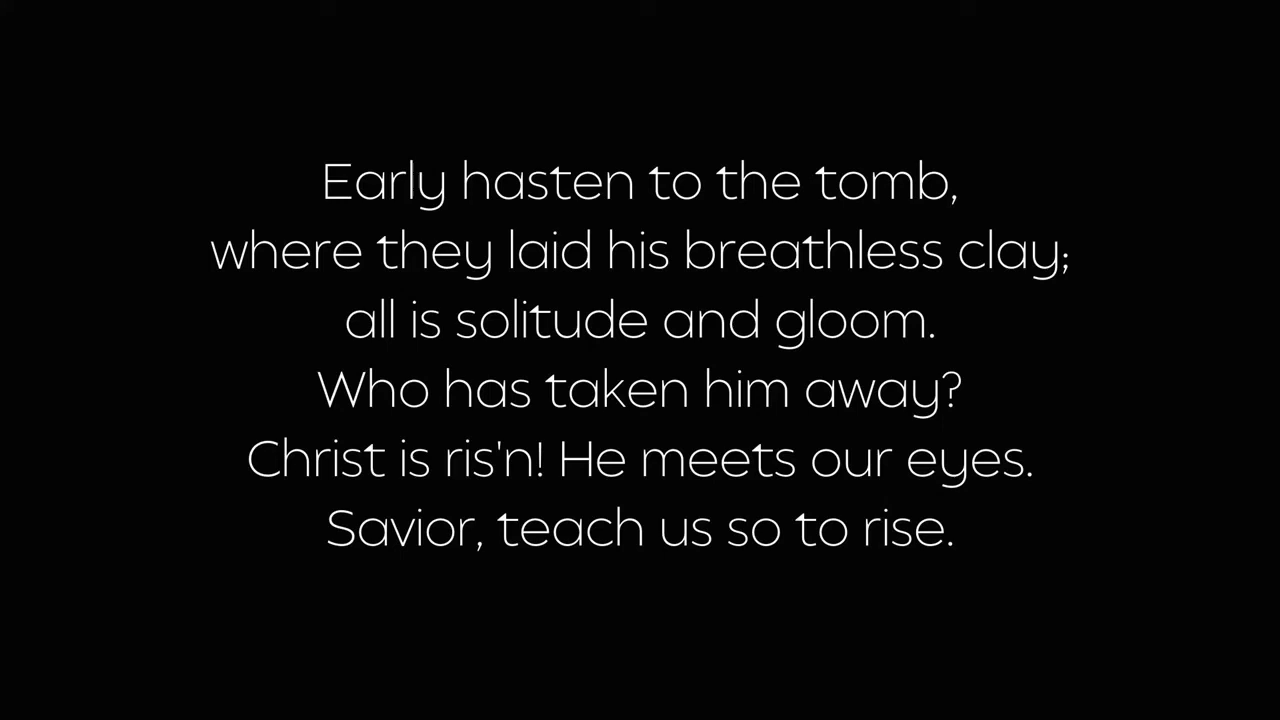 Early hasten to the tomb,
where they laid his breathless clay;
all is solitude and gloom.
Who has taken him away?
Christ is ris'n! He meets our eyes.
Savior, teach us so to rise.